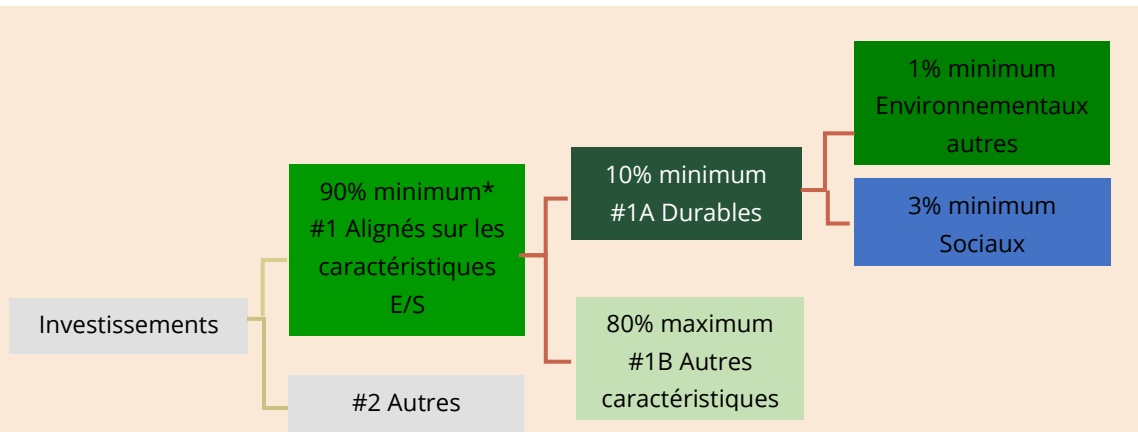 Investissements
90% minimum*
#1 Alignés sur les
caractéristiques
E/S
#2 Autres
10% minimum
#1A Durables
80% maximum
#1B Autres
caractéristiques
1% minimum
Environnementaux
autres
3% minimum
Sociaux